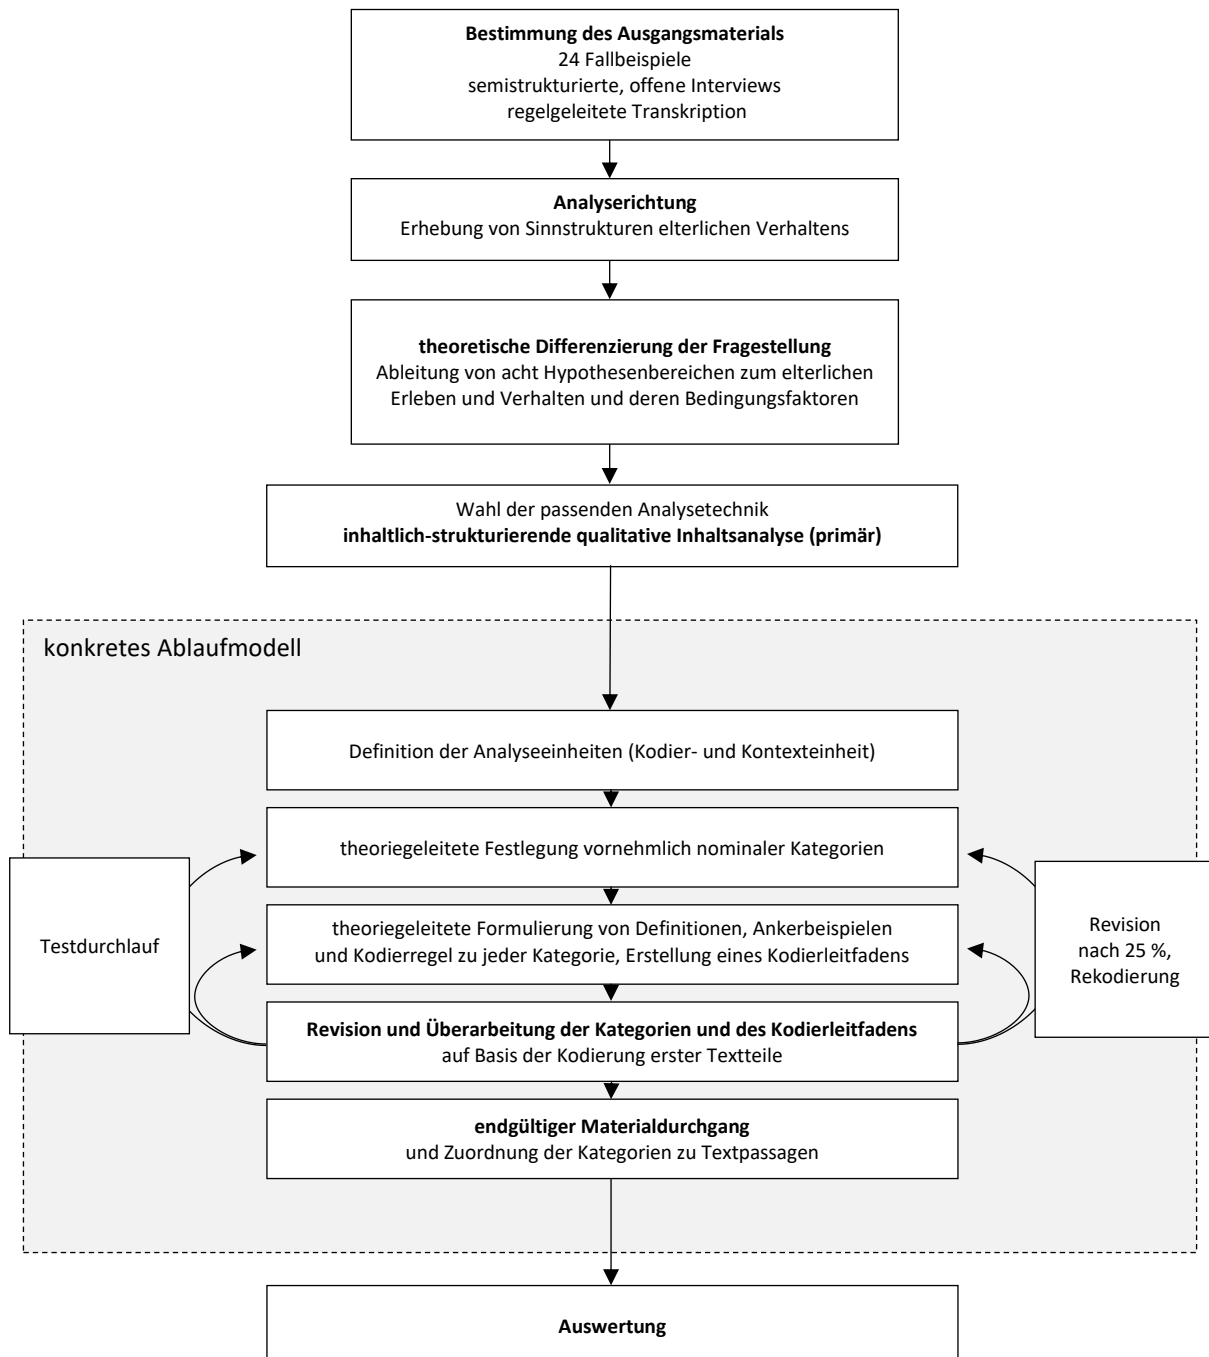 Bestimmung des Ausgangsmaterials
24 Fallbeispiele
semistrukturierte, offene Interviews
regelgeleitete Transkription
Analyserichtung
Erhebung von Sinnstrukturen elterlichen Verhaltens
theoretische Differenzierung der Fragestellung
Ableitung von acht Hypothesenbereichen zum elterlichen
Erleben und Verhalten und deren Bedingungsfaktoren
Wahl der passenden Analysetechnik
inhaltlich-strukturierende qualitative Inhaltsanalyse (primär)
konkretes Ablaufmodell
Definition der Analyseeinheiten (Kodier- und Kontexteinheit)
theoriegeleitete Festlegung vornehmlich nominaler Kategorien
Testdurchlauf
theoriegeleitete Formulierung von Definitionen, Ankerbeispielen
und Kodierregel zu jeder Kategorie, Erstellung eines Kodierleitfadens
Revision
nach 25 %,
Rekodierung
Revision und Überarbeitung der Kategorien und des Kodierleitfadens
auf Basis der Kodierung erster Textteile
endgültiger Materialdurchgang
und Zuordnung der Kategorien zu Textpassagen
Auswertung